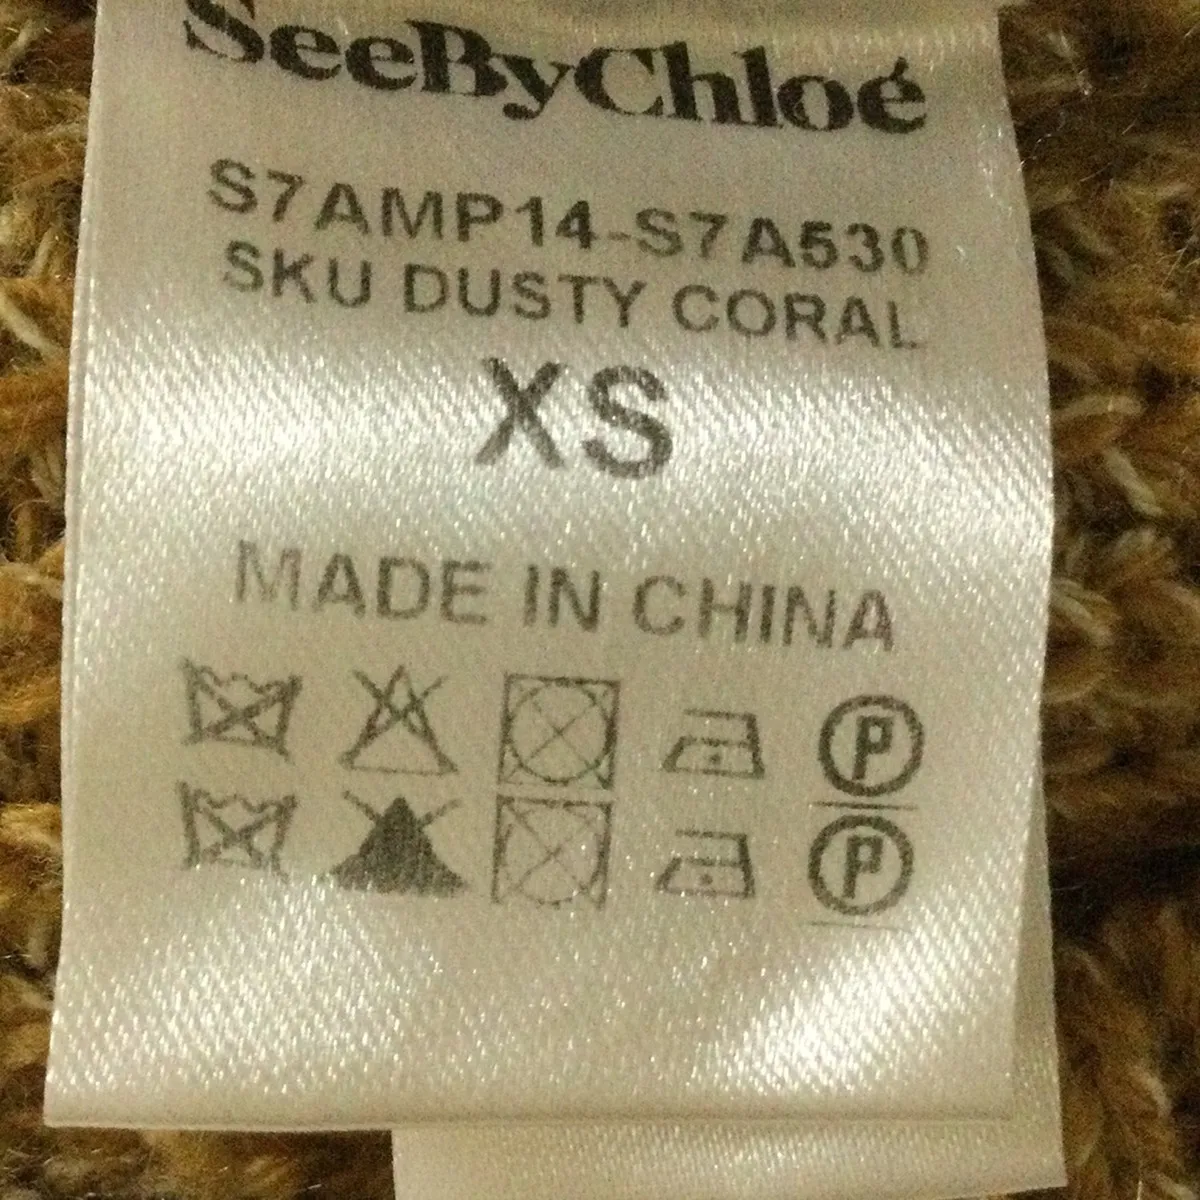 SeeByChloé
S7AMP14-S7A530
SKU DUSTY CORAL
XS
MADE IN CHINA
P
P